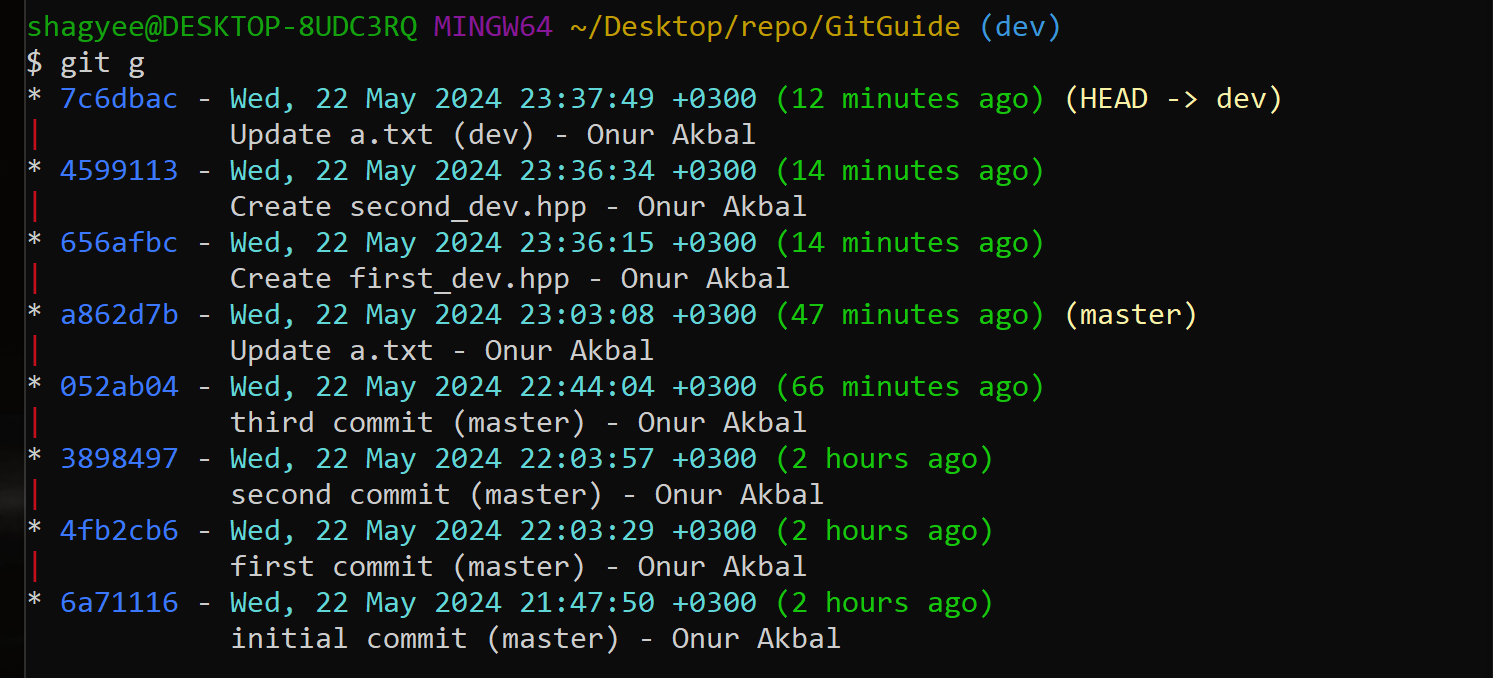 shagyee@DESKTOP-8UDC3RQ MINGW64 ~/Desktop/repo/GitGuide (dev)
$ git g
* 7c6dbac - Wed, 22 May 2024 23:37:49 +0300 (12 minutes ago) (HEAD -> dev)
|           Update a.txt (dev) - Onur Akbal
* 4599113 - Wed, 22 May 2024 23:36:34 +0300 (14 minutes ago)
|           Create second_dev.hpp - Onur Akbal
* 656afbc - Wed, 22 May 2024 23:36:15 +0300 (14 minutes ago)
|           Create first_dev.hpp - Onur Akbal
* a862d7b - Wed, 22 May 2024 23:03:08 +0300 (47 minutes ago) (master)
|           Update a.txt - Onur Akbal
* 052ab04 - Wed, 22 May 2024 22:44:04 +0300 (66 minutes ago)
|           third commit (master) - Onur Akbal
* 3898497 - Wed, 22 May 2024 22:03:57 +0300 (2 hours ago)
|           second commit (master) - Onur Akbal
* 4fb2cb6 - Wed, 22 May 2024 22:03:29 +0300 (2 hours ago)
|           first commit (master) - Onur Akbal
* 6a71116 - Wed, 22 May 2024 21:47:50 +0300 (2 hours ago)
            initial commit (master) - Onur Akbal